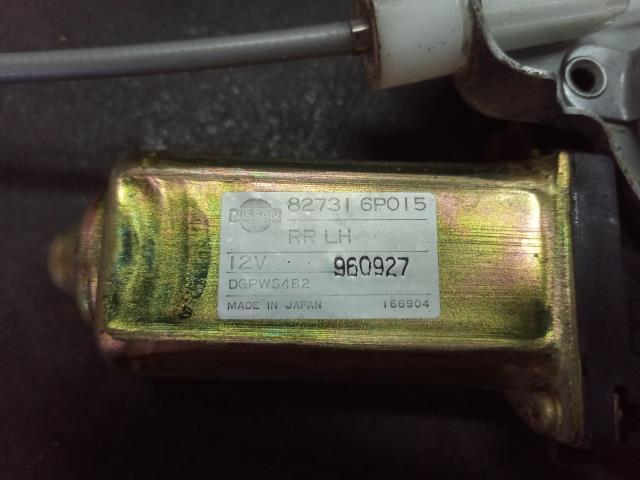 NISSAN
82731 6P015
RR LH
12V 960927
DGPWS4B2
MADE IN JAPAN 166904